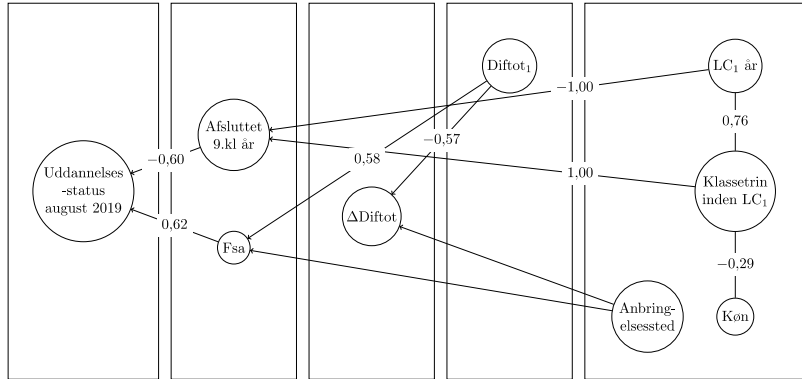 Diftot₁
LC₁ år
−1,00
0,76
Afsluttet
9.kl år
−0,57
−0,60
0,58
1,00
Uddannelses
-status
august 2019
Klassetrin
inden LC₁
0,62
ΔDiftot
Fsa
−0,29
Anbring-
elsessted
Køn